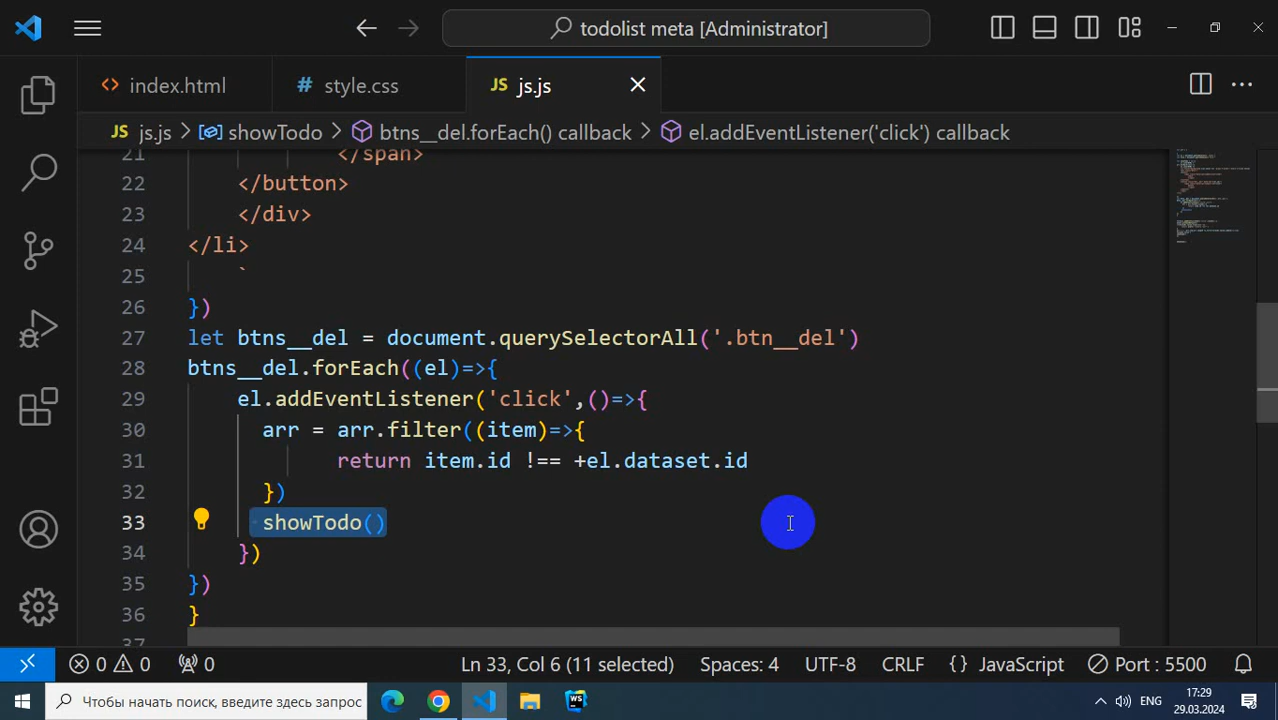 todolist meta [Administrator]
index.html
# style.css
JS js.js
JS js.js > showTodo > btns__del.forEach() callback > el.addEventListener('click') callback
21 </span>
22 </button>
23 </div>
24 </li>
25 `
26 })
27 let btns__del = document.querySelectorAll('.btn__del')
28 btns__del.forEach((el)=>{
29 el.addEventListener('click',()=>{
30 arr = arr.filter((item)=>{
31 return item.id !== +el.dataset.id
32 })
33 showTodo()
34 })
35 })
36 }
37
0 0 0 Ln 33, Col 6 (11 selected) Spaces: 4 UTF-8 CRLF {} JavaScript Port : 5500
Чтобы начать поиск, введите здесь запрос
WS
ENG
17:29
29.03.2024